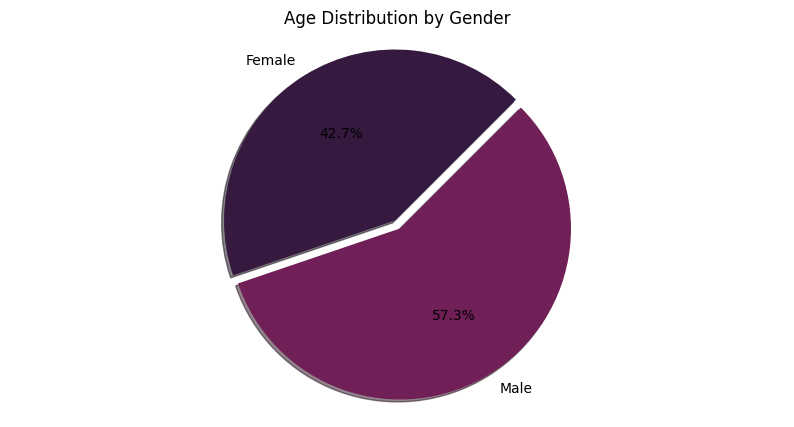 Age Distribution by Gender
Female
42.7%
57.3%
Male